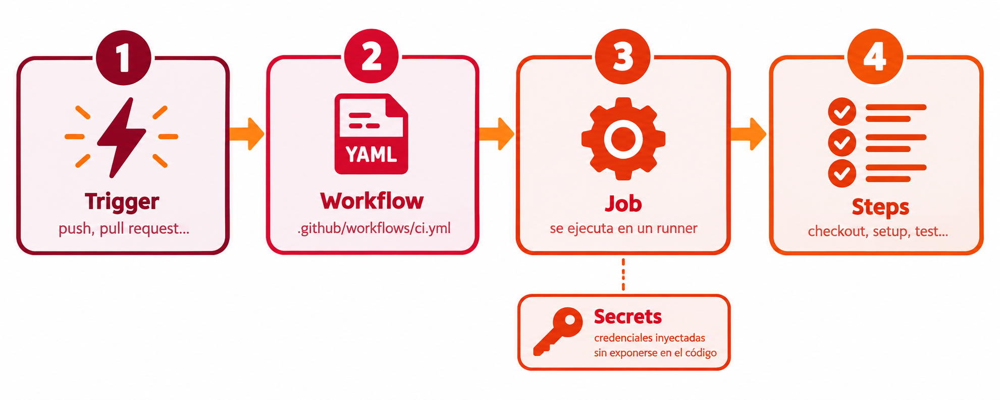 1
2
3
4
YAML
Trigger
push, pull request...
Workflow
.github/workflows/ci.yml
Job
se ejecuta en un runner
Steps
checkout, setup, test...
Secrets
credenciales inyectadas
sin exponerse en el código